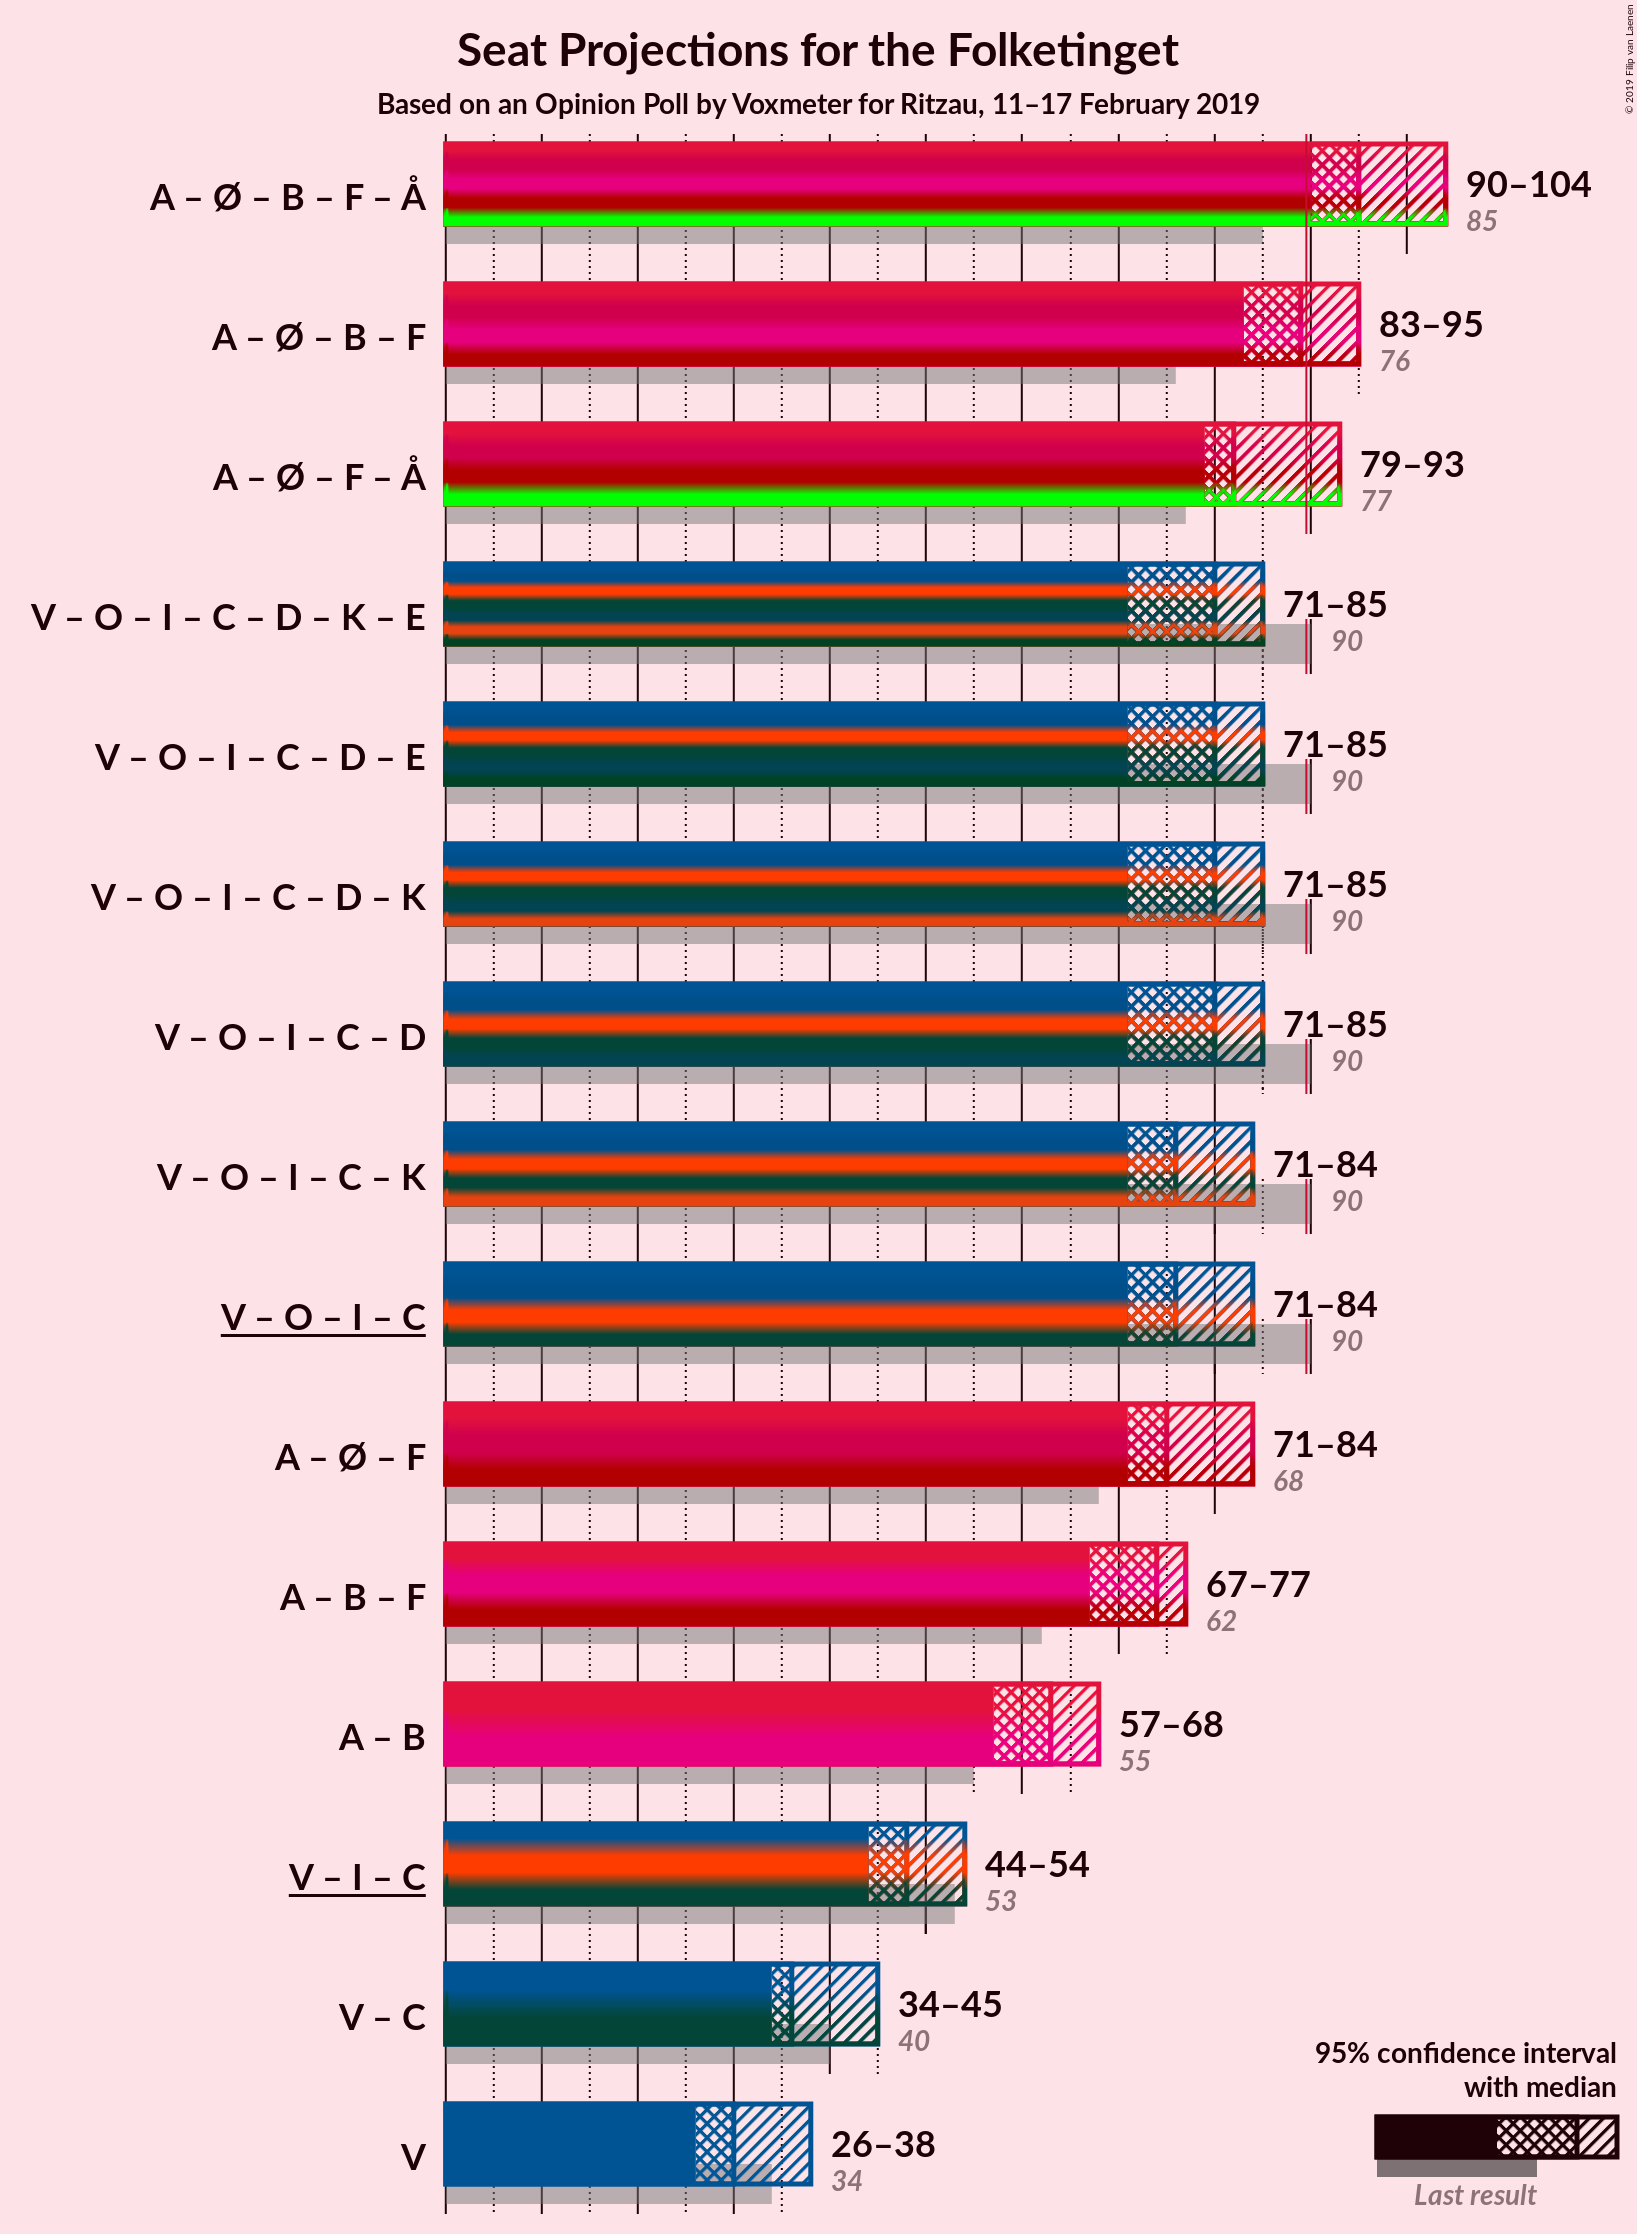 Seat Projections for the Folketinget
Based on an Opinion Poll by Voxmeter for Ritzau, 11–17 February 2019
© 2019 Filip van Laenen
A – Ø – B – F – Å
90–104
85
A – Ø – B – F
83–95
76
A – Ø – F – Å
79–93
77
V – O – I – C – D – K – E
71–85
90
V – O – I – C – D – E
71–85
90
V – O – I – C – D – K
71–85
90
V – O – I – C – D
71–85
90
V – O – I – C – K
71–84
90
V – O – I – C
71–84
90
A – Ø – F
71–84
68
A – B – F
67–77
62
A – B
57–68
55
V – I – C
44–54
53
V – C
34–45
40
V
26–38
34
95% confidence interval
with median
Last result